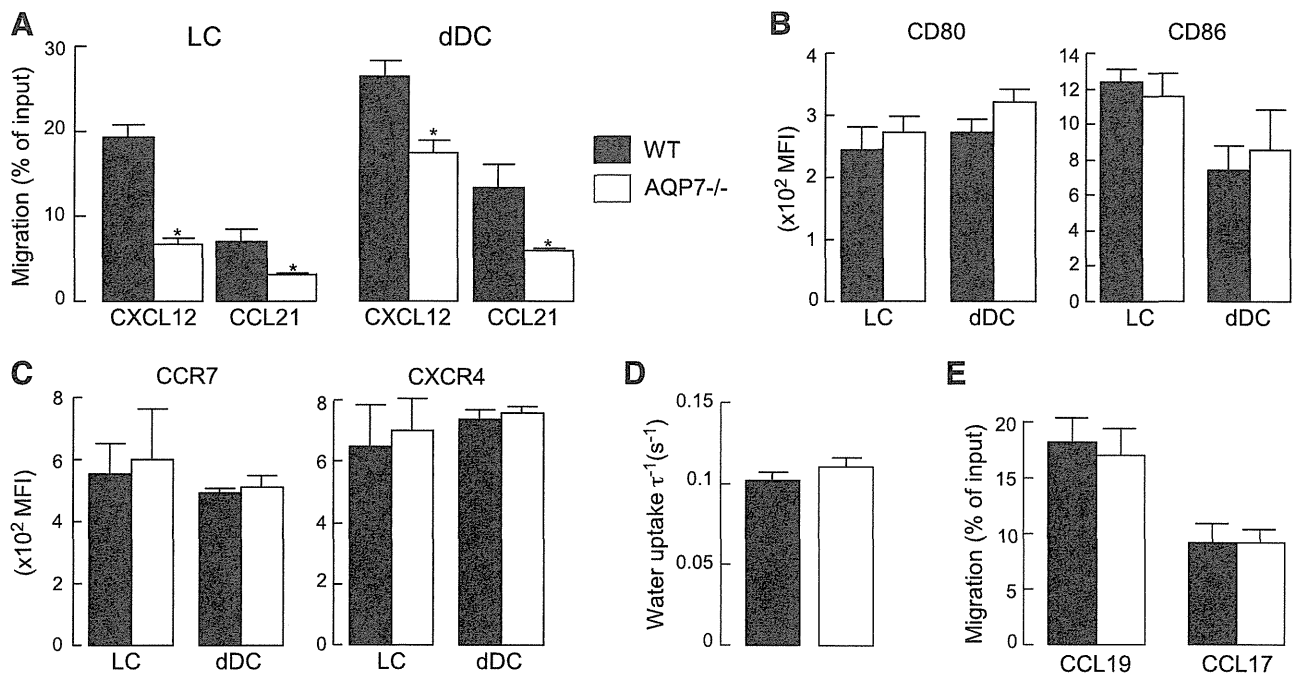 A
LC
dDC
Migration (% of input)
30
20
10
0
*
*
*
*
CXCL12
CCL21
CXCL12
CCL21
WT
AQP7-/-
B
CD80
CD86
(x10² MFI)
4
3
2
1
0
14
12
10
8
6
4
2
0
LC
dDC
LC
dDC
C
CCR7
CXCR4
(x10² MFI)
8
6
4
2
0
8
6
4
2
0
LC
dDC
LC
dDC
D
Water uptake τ⁻¹(s⁻¹)
0.15
0.1
0.05
0
E
Migration (% of input)
20
15
10
5
0
CCL19
CCL17